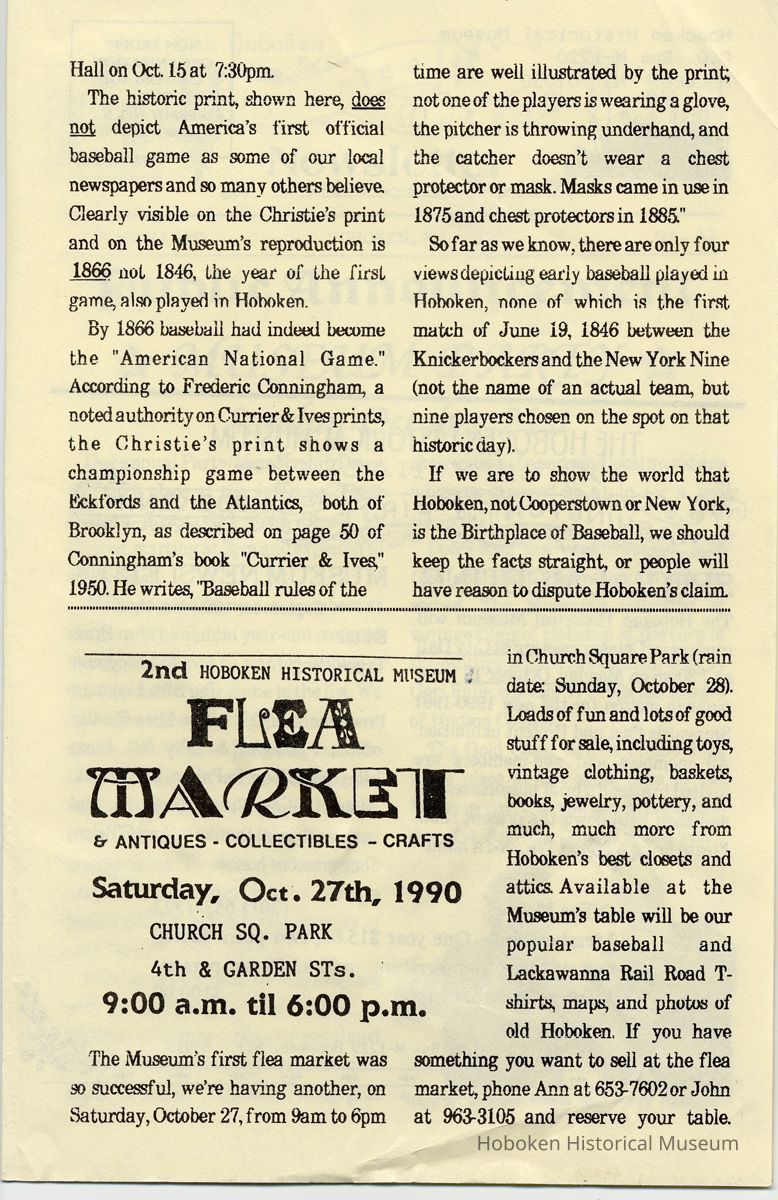 Hall on Oct. 15 at 7:30pm.
The historic print, shown here, does
not depict America's first official
baseball game as some of our local
newspapers and so many others believe.
Clearly visible on the Christie's print
and on the Museum's reproduction is
1866 not 1846, the year of the first
game, also played in Hoboken.
By 1866 baseball had indeed become
the "American National Game."
According to Frederic Conningham, a
noted authority on Currier & Ives prints,
the Christie's print shows a
championship game between the
Eckfords and the Atlantics, both of
Brooklyn, as described on page 50 of
Conningham's book "Currier & Ives,"
1950. He writes, "Baseball rules of the
time are well illustrated by the print;
not one of the players is wearing a glove,
the pitcher is throwing underhand, and
the catcher doesn't wear a chest
protector or mask. Masks came in use in
1875 and chest protectors in 1885."
So far as we know, there are only four
views depicting early baseball played in
Hoboken, none of which is the first
match of June 19, 1846 between the
Knickerbockers and the New York Nine
(not the name of an actual team, but
nine players chosen on the spot on that
historic day).
If we are to show the world that
Hoboken, not Cooperstown or New York,
is the Birthplace of Baseball, we should
keep the facts straight, or people will
have reason to dispute Hoboken's claim.
2nd HOBOKEN HISTORICAL MUSEUM
FLEA
MARKET
& ANTIQUES - COLLECTIBLES - CRAFTS
Saturday, Oct. 27th, 1990
CHURCH SQ. PARK
4th & GARDEN STs.
9:00 a.m. til 6:00 p.m.
The Museum's first flea market was
so successful, we're having another, on
Saturday, October 27, from 9am to 6pm
in Church Square Park (rain
date: Sunday, October 28).
Loads of fun and lots of good
stuff for sale, including toys,
vintage clothing, baskets,
books, jewelry, pottery, and
much, much more from
Hoboken's best closets and
attics. Available at the
Museum's table will be our
popular baseball and
Lackawanna Rail Road T-
shirts, maps, and photos of
old Hoboken. If you have
something you want to sell at the flea
market, phone Ann at 653-7602 or John
at 963-3105 and reserve your table.
Hoboken Historical Museum